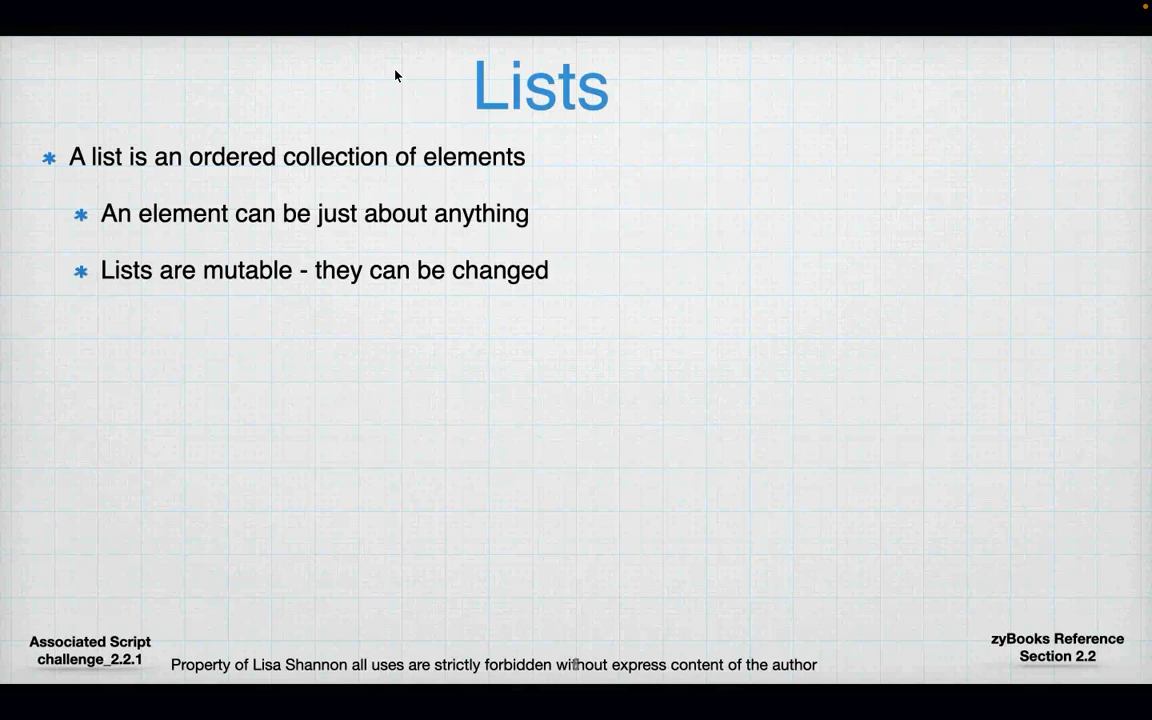 Lists
* A list is an ordered collection of elements
* An element can be just about anything
* Lists are mutable - they can be changed
Associated Script
challenge_2.2.1
Property of Lisa Shannon all uses are strictly forbidden without express content of the author
zyBooks Reference
Section 2.2